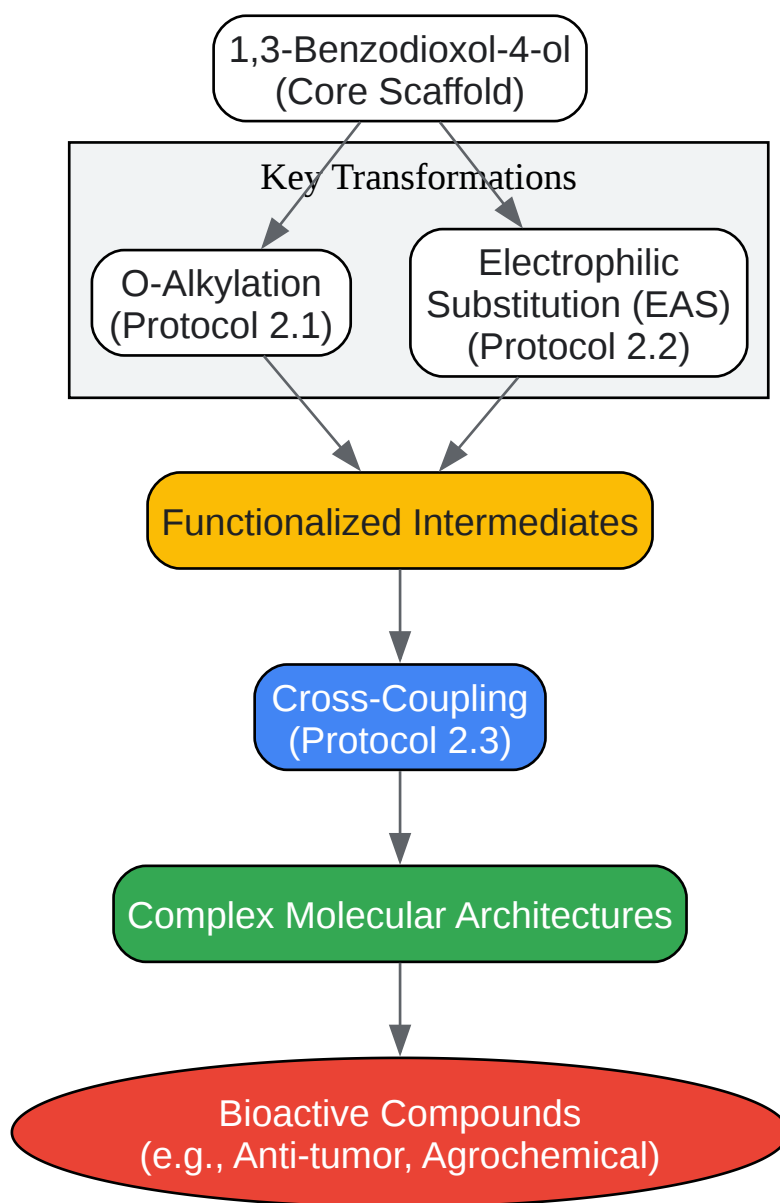 1,3-Benzodioxol-4-ol
(Core Scaffold)
Key Transformations
O-Alkylation
(Protocol 2.1)
Electrophilic
Substitution (EAS)
(Protocol 2.2)
Functionalized Intermediates
Cross-Coupling
(Protocol 2.3)
Complex Molecular Architectures
Bioactive Compounds
(e.g., Anti-tumor, Agrochemical)